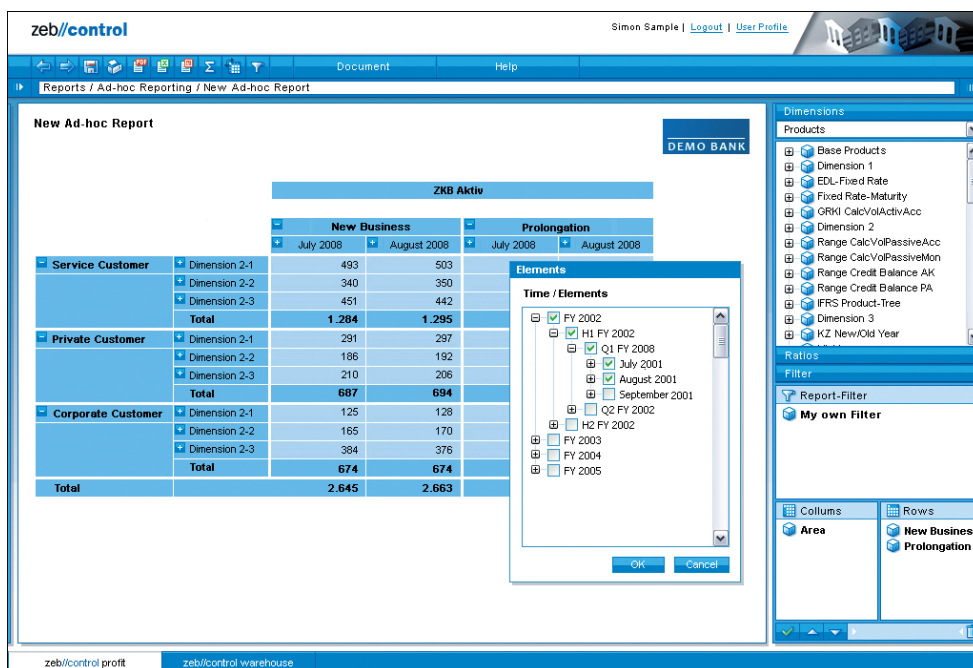 zeb//control
Simon Sample | Logout | User Profile
Document Help
Reports / Ad-hoc Reporting / New Ad-hoc Report
New Ad-hoc Report
DEMO BANK
ZKB Aktiv
New Business Prolongation
July 2008 August 2008 July 2008 August 2008
Service Customer Dimension 2-1 493 503
Dimension 2-2 340 350
Dimension 2-3 451 442
Total 1.284 1.295
Private Customer Dimension 2-1 291 297
Dimension 2-2 186 192
Dimension 2-3 210 206
Total 687 694
Corporate Customer Dimension 2-1 125 128
Dimension 2-2 165 170
Dimension 2-3 384 376
Total 674 674
Total 2.645 2.663
Elements
Time / Elements
FY 2002
H1 FY 2002
Q1 FY 2008
July 2001
August 2001
September 2001
Q2 FY 2002
H2 FY 2002
FY 2003
FY 2004
FY 2005
OK Cancel
Dimensions
Products
Base Products
Dimension 1
EDL-Fixed Rate
Fixed Rate-Maturity
GRKI CalcVolActivAcc
Dimension 2
Range CalcVolPassiveAcc
Range CalcVolPassiveMon
Range Credit Balance AK
Range Credit Balance PA
IFRS Product-Tree
Dimension 3
KZ New/Old Year
Ratios
Filter
Report-Filter
My own Filter
Collums
Area
Rows
New Busines
Prolongation
zeb//control profit zeb//control warehouse